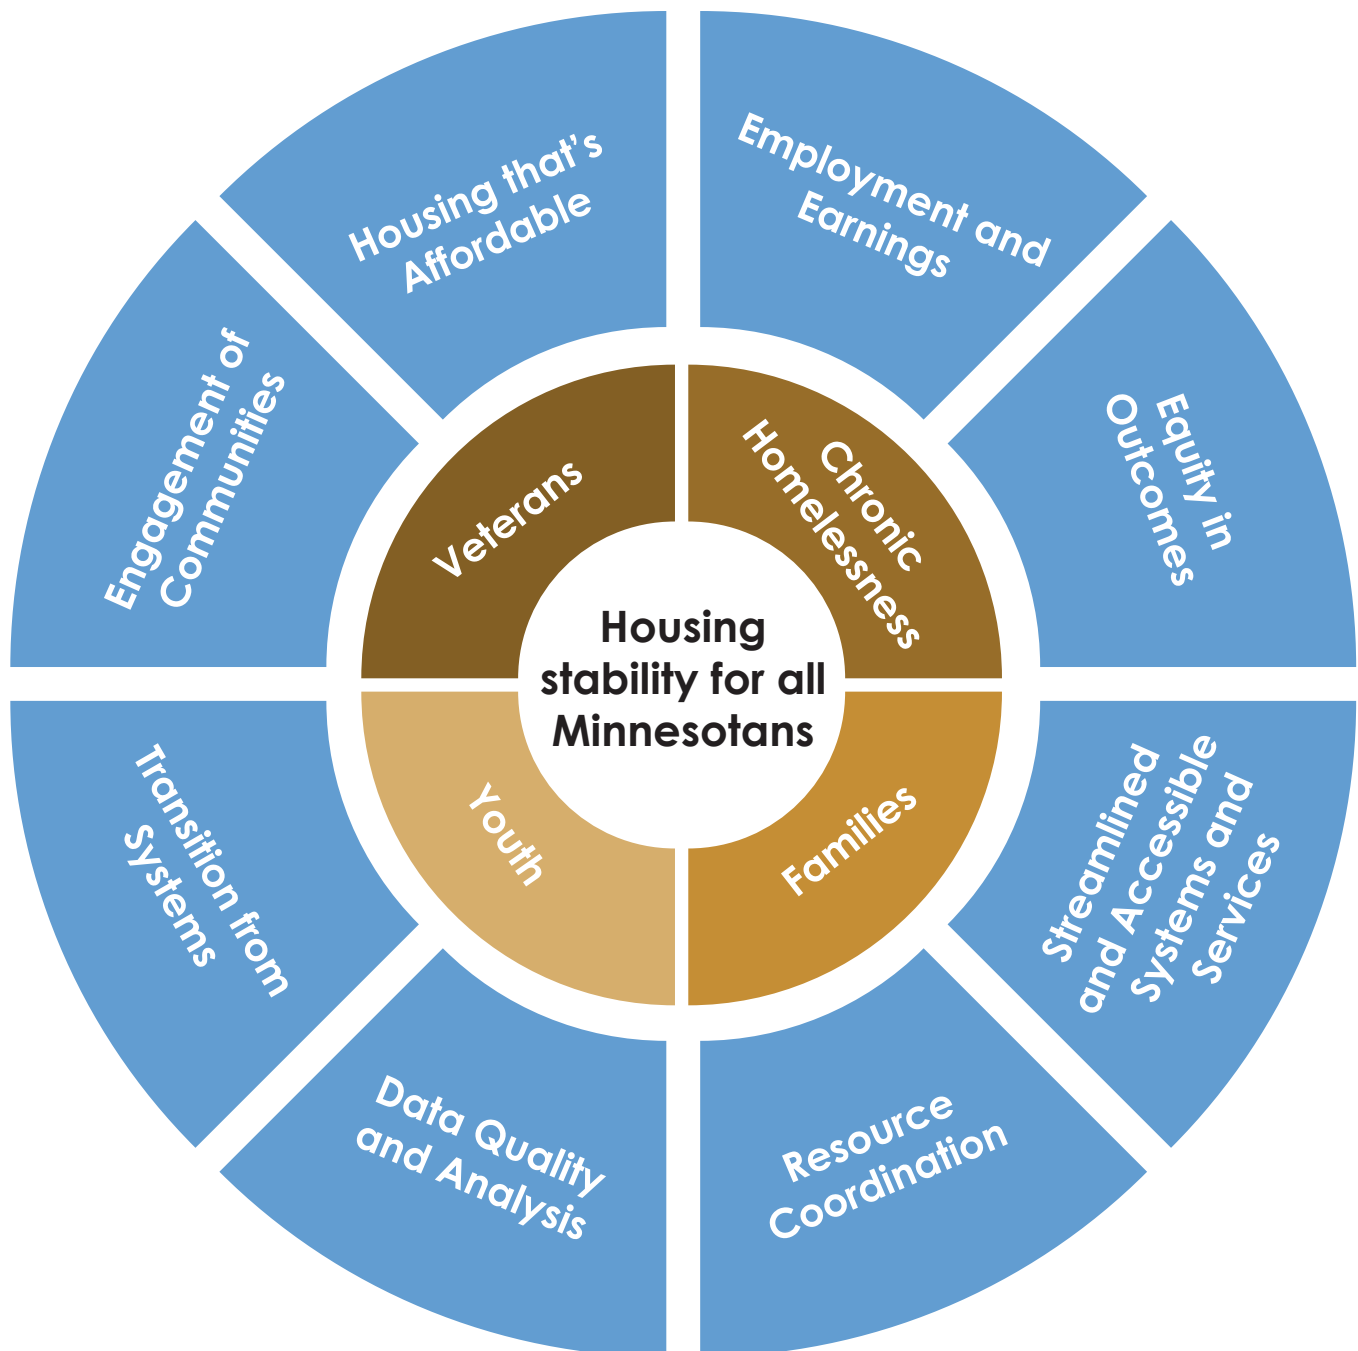 Housing that's
Affordable
Employment and
Earnings
Equity in
Outcomes
Streamlined
and Accessible
Systems and
Services
Resource
Coordination
Data Quality
and Analysis
Transition from
Systems
Engagement of
Communities
Veterans
Chronic
Homelessness
Families
Youth
Housing
stability for all
Minnesotans